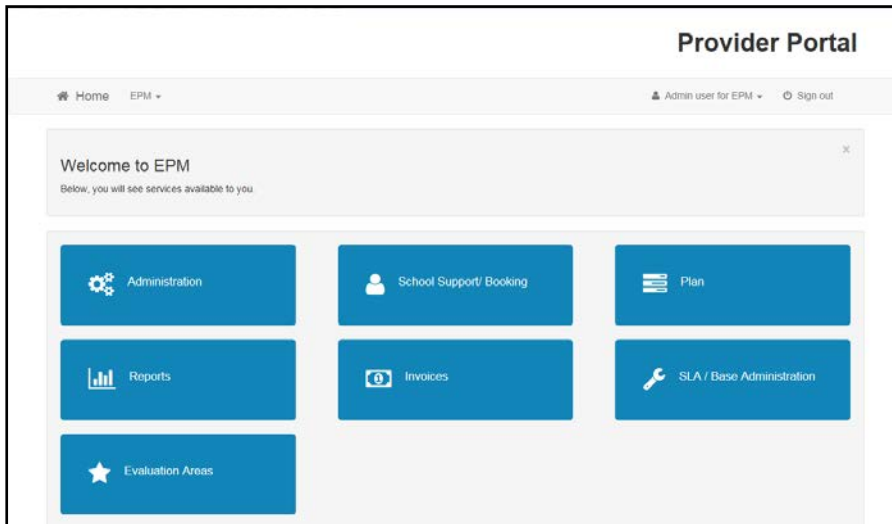 Provider Portal
Home EPM
Admin user for EPM Sign out
Welcome to EPM
Below, you will see services available to you.
Administration
School Support/ Booking
Plan
Reports
Invoices
SLA / Base Administration
Evaluation Areas